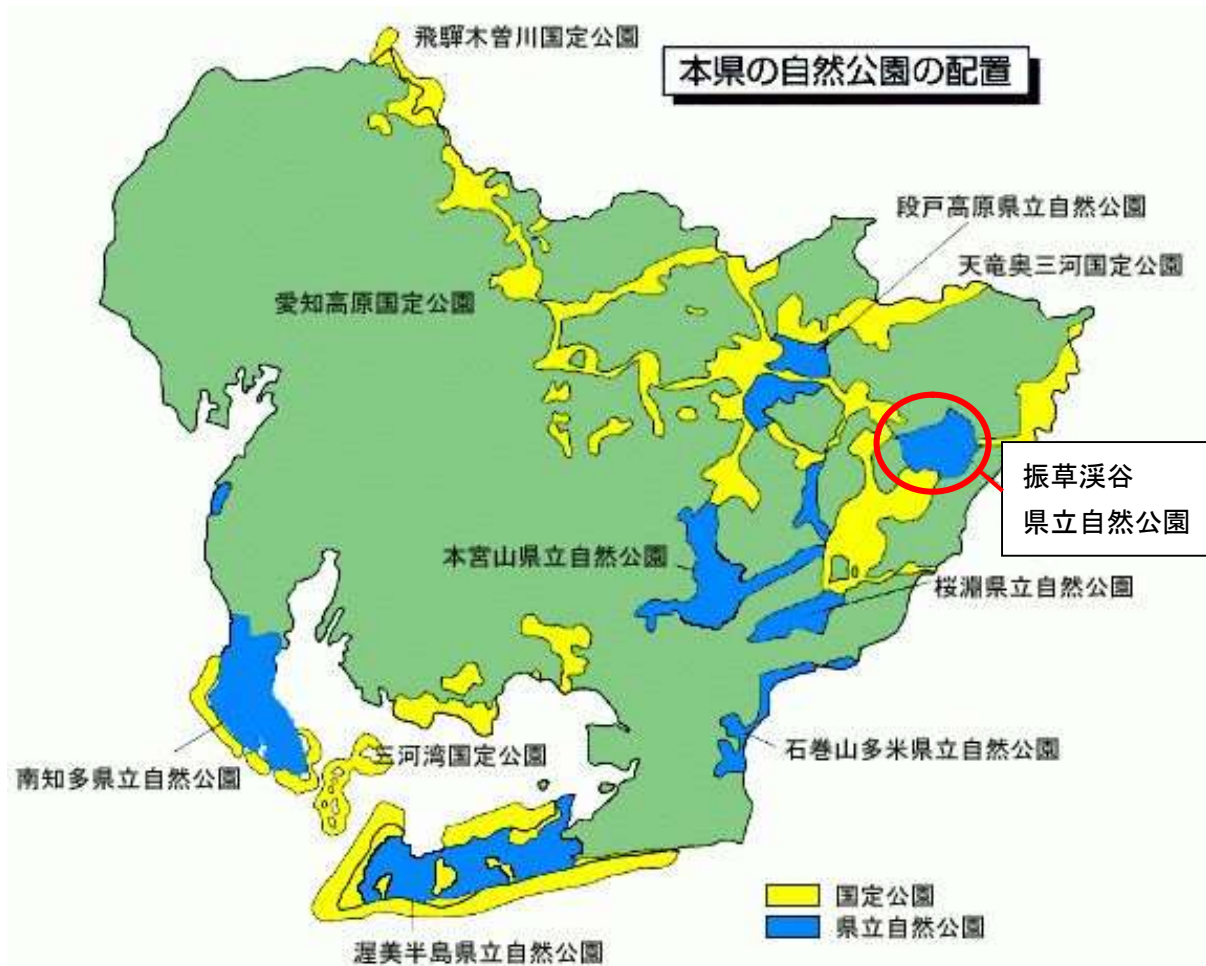 飛驒木曽川国定公園
本県の自然公園の配置
段戸高原県立自然公園
天竜奥三河国定公園
愛知高原国定公園
振草渓谷
県立自然公園
本宮山県立自然公園
桜淵県立自然公園
石巻山多米県立自然公園
三河湾国定公園
南知多県立自然公園
国定公園
県立自然公園
渥美半島県立自然公園